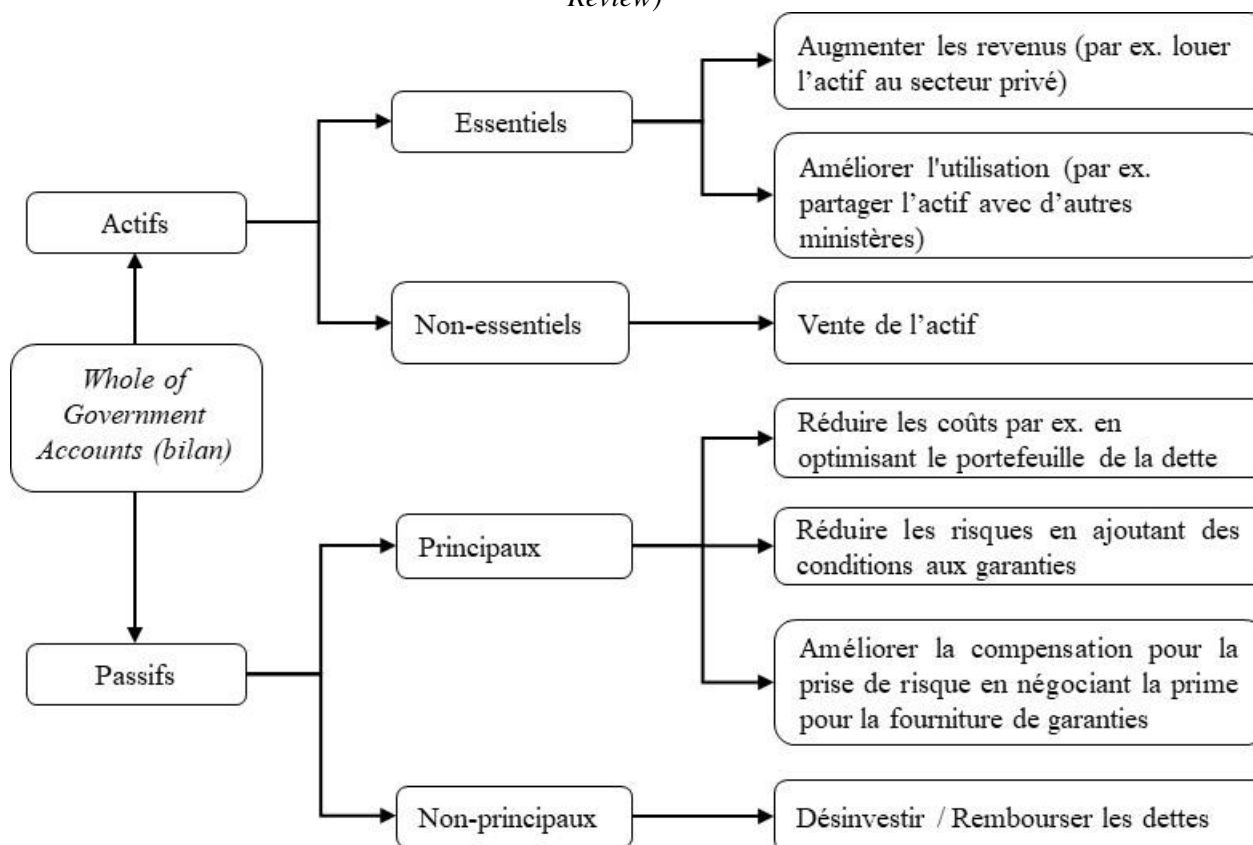 Review)
Augmenter les revenus (par ex. louer
l’actif au secteur privé)
Essentiels
Améliorer l'utilisation (par ex.
partager l’actif avec d’autres
ministères)
Actifs
Non-essentiels
Vente de l’actif
Whole of
Government
Accounts (bilan)
Réduire les coûts par ex. en
optimisant le portefeuille de la dette
Principaux
Réduire les risques en ajoutant des
conditions aux garanties
Passifs
Améliorer la compensation pour la
prise de risque en négociant la prime
pour la fourniture de garanties
Non-principaux
Désinvestir / Rembourser les dettes